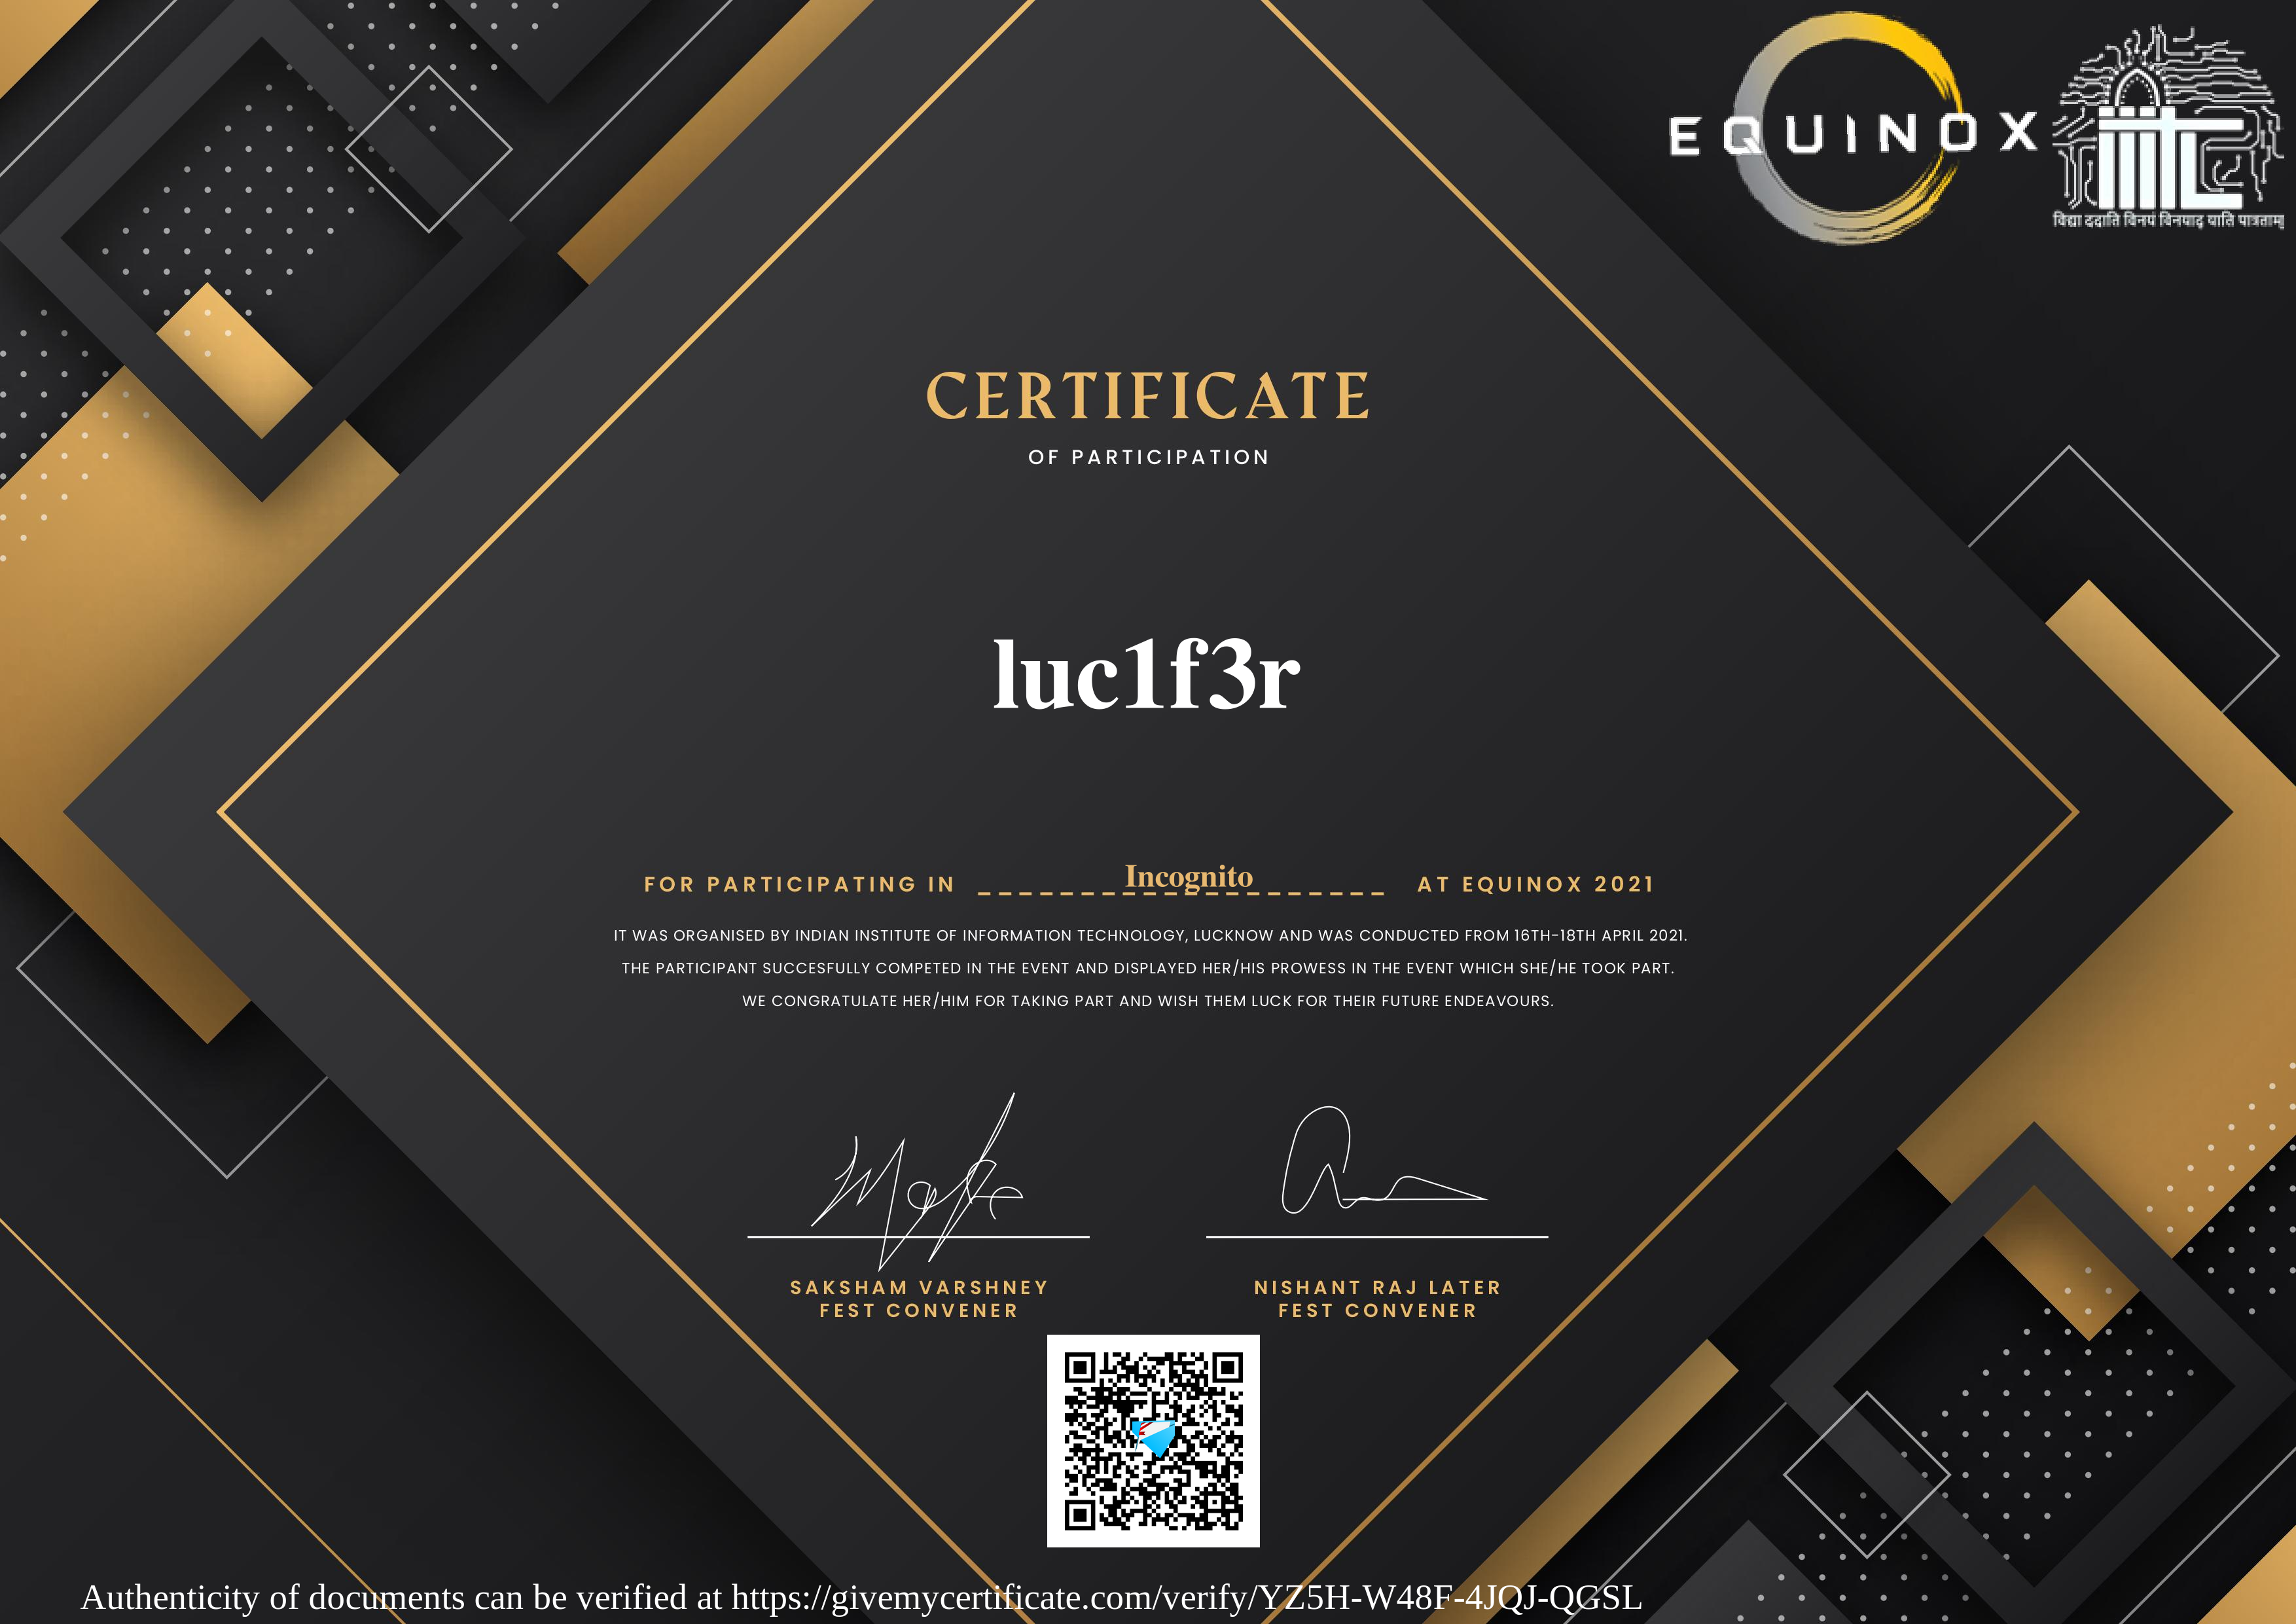 EQUINOX
IIITL
विद्या ददाति विनयं विनयाद् याति पात्रताम्
CERTIFICATE
OF PARTICIPATION
luc1f3r
FOR PARTICIPATING IN Incognito AT EQUINOX 2021
IT WAS ORGANISED BY INDIAN INSTITUTE OF INFORMATION TECHNOLOGY, LUCKNOW AND WAS CONDUCTED FROM 16TH-18TH APRIL 2021.
THE PARTICIPANT SUCCESFULLY COMPETED IN THE EVENT AND DISPLAYED HER/HIS PROWESS IN THE EVENT WHICH SHE/HE TOOK PART.
WE CONGRATULATE HER/HIM FOR TAKING PART AND WISH THEM LUCK FOR THEIR FUTURE ENDEAVOURS.
SAKSHAM VARSHNEY NISHANT RAJ LATER
FEST CONVENER FEST CONVENER
Authenticity of documents can be verified at https://givemycertificate.com/verify/YZ5H-W48F-4JQJ-QGSL